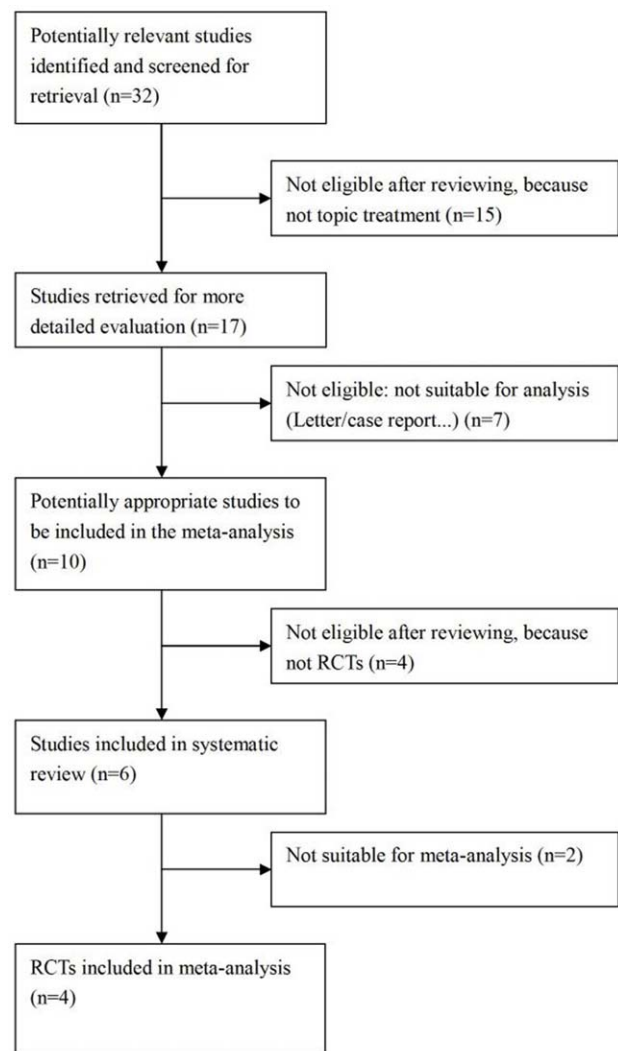 Potentially relevant studies
identified and screened for
retrieval (n=32)
Not eligible after reviewing, because
not topic treatment (n=15)
Studies retrieved for more
detailed evaluation (n=17)
Not eligible: not suitable for analysis
(Letter/case report...) (n=7)
Potentially appropriate studies to
be included in the meta-analysis
(n=10)
Not eligible after reviewing, because
not RCTs (n=4)
Studies included in systematic
review (n=6)
Not suitable for meta-analysis (n=2)
RCTs included in meta-analysis
(n=4)